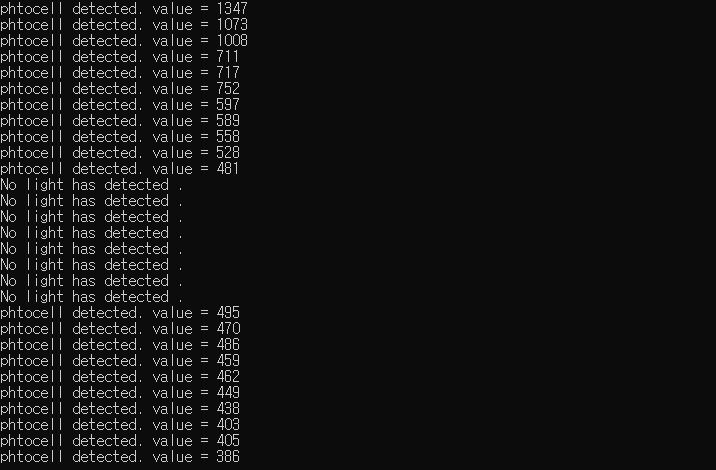 phtocell detected. value = 1347
phtocell detected. value = 1073
phtocell detected. value = 1008
phtocell detected. value = 711
phtocell detected. value = 717
phtocell detected. value = 752
phtocell detected. value = 597
phtocell detected. value = 589
phtocell detected. value = 558
phtocell detected. value = 528
phtocell detected. value = 481
No light has detected .
No light has detected .
No light has detected .
No light has detected .
No light has detected .
No light has detected .
No light has detected .
No light has detected .
phtocell detected. value = 495
phtocell detected. value = 470
phtocell detected. value = 486
phtocell detected. value = 459
phtocell detected. value = 462
phtocell detected. value = 449
phtocell detected. value = 438
phtocell detected. value = 403
phtocell detected. value = 405
phtocell detected. value = 386